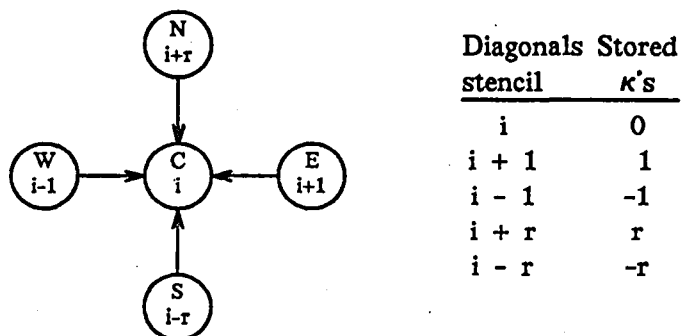 N
i+r
W
i-1
C
i
E
i+1
S
i-r
Diagonals Stored
stencil κ's
i 0
i + 1 1
i - 1 -1
i + r r
i - r -r